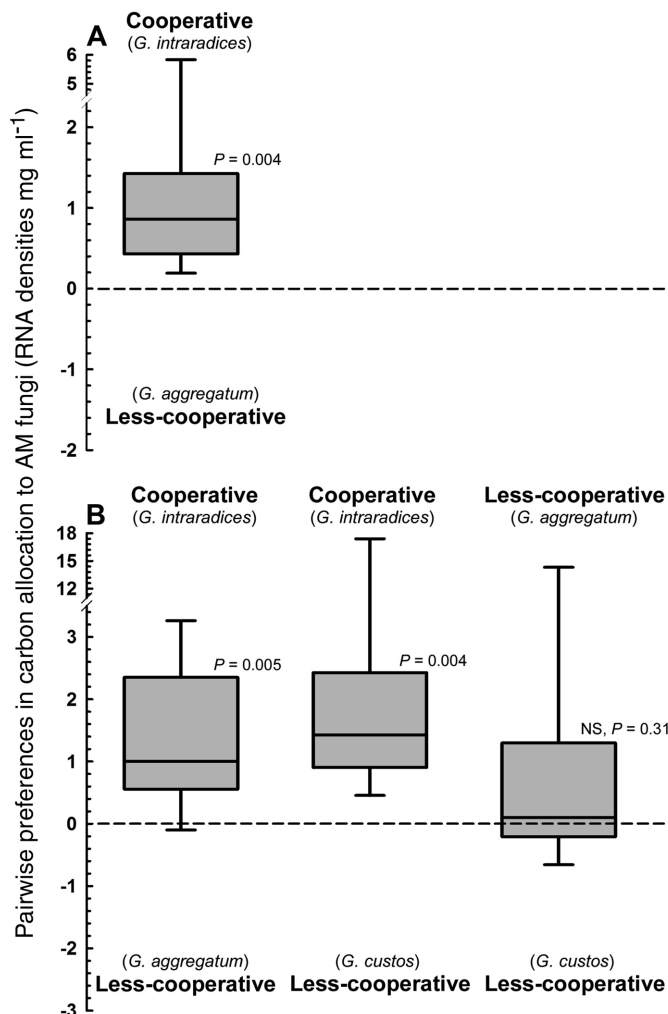 Pairwise preferences in carbon allocation to AM fungi (RNA densities mg ml⁻¹)
A
Cooperative
(G. intraradices)
6
5
2
1
0
-1
-2
P = 0.004
(G. aggregatum)
Less-cooperative
B
Cooperative
(G. intraradices)
Cooperative
(G. intraradices)
Less-cooperative
(G. aggregatum)
18
15
12
3
2
1
0
-1
-2
-3
P = 0.005
P = 0.004
NS, P = 0.31
(G. aggregatum)
Less-cooperative
(G. custos)
Less-cooperative
(G. custos)
Less-cooperative